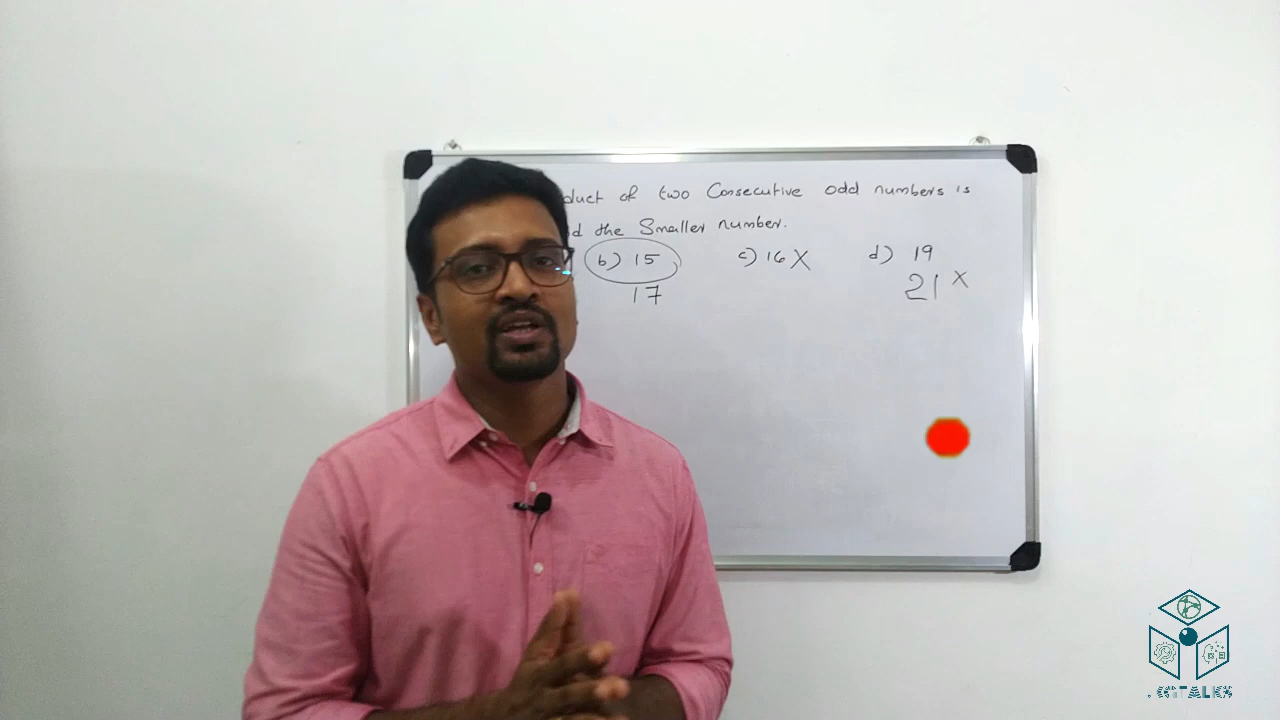 duct of two Consecutive odd numbers is
d the Smaller number.
b) 15 c) 16 X d) 19
17 21 x